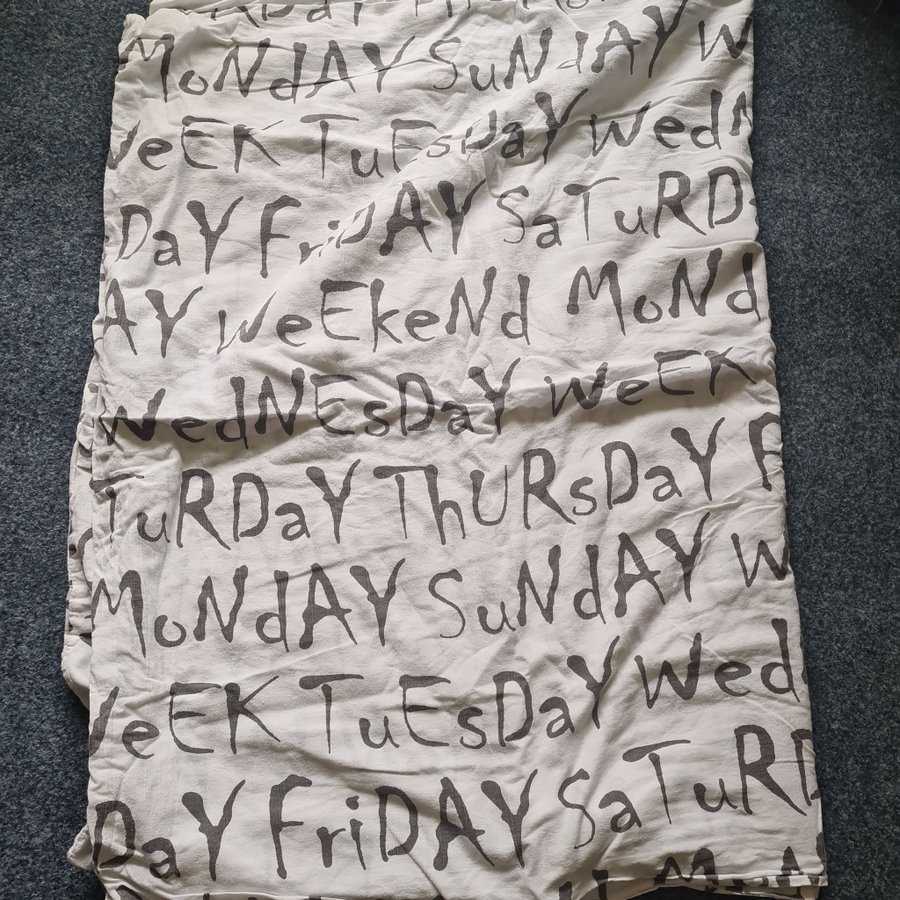 MoNdAY SuNdAY W
WeEK TuEsDaY WedN
DaY FriDAY SaTuRD
AY WeEkeNd MoNd
WedNEsDaY WeEK
TuRDaY ThURsDaY F
MoNdAY SuNdAY W
WeEK TuEsDaY Wed
DaY FriDAY SaTuRD